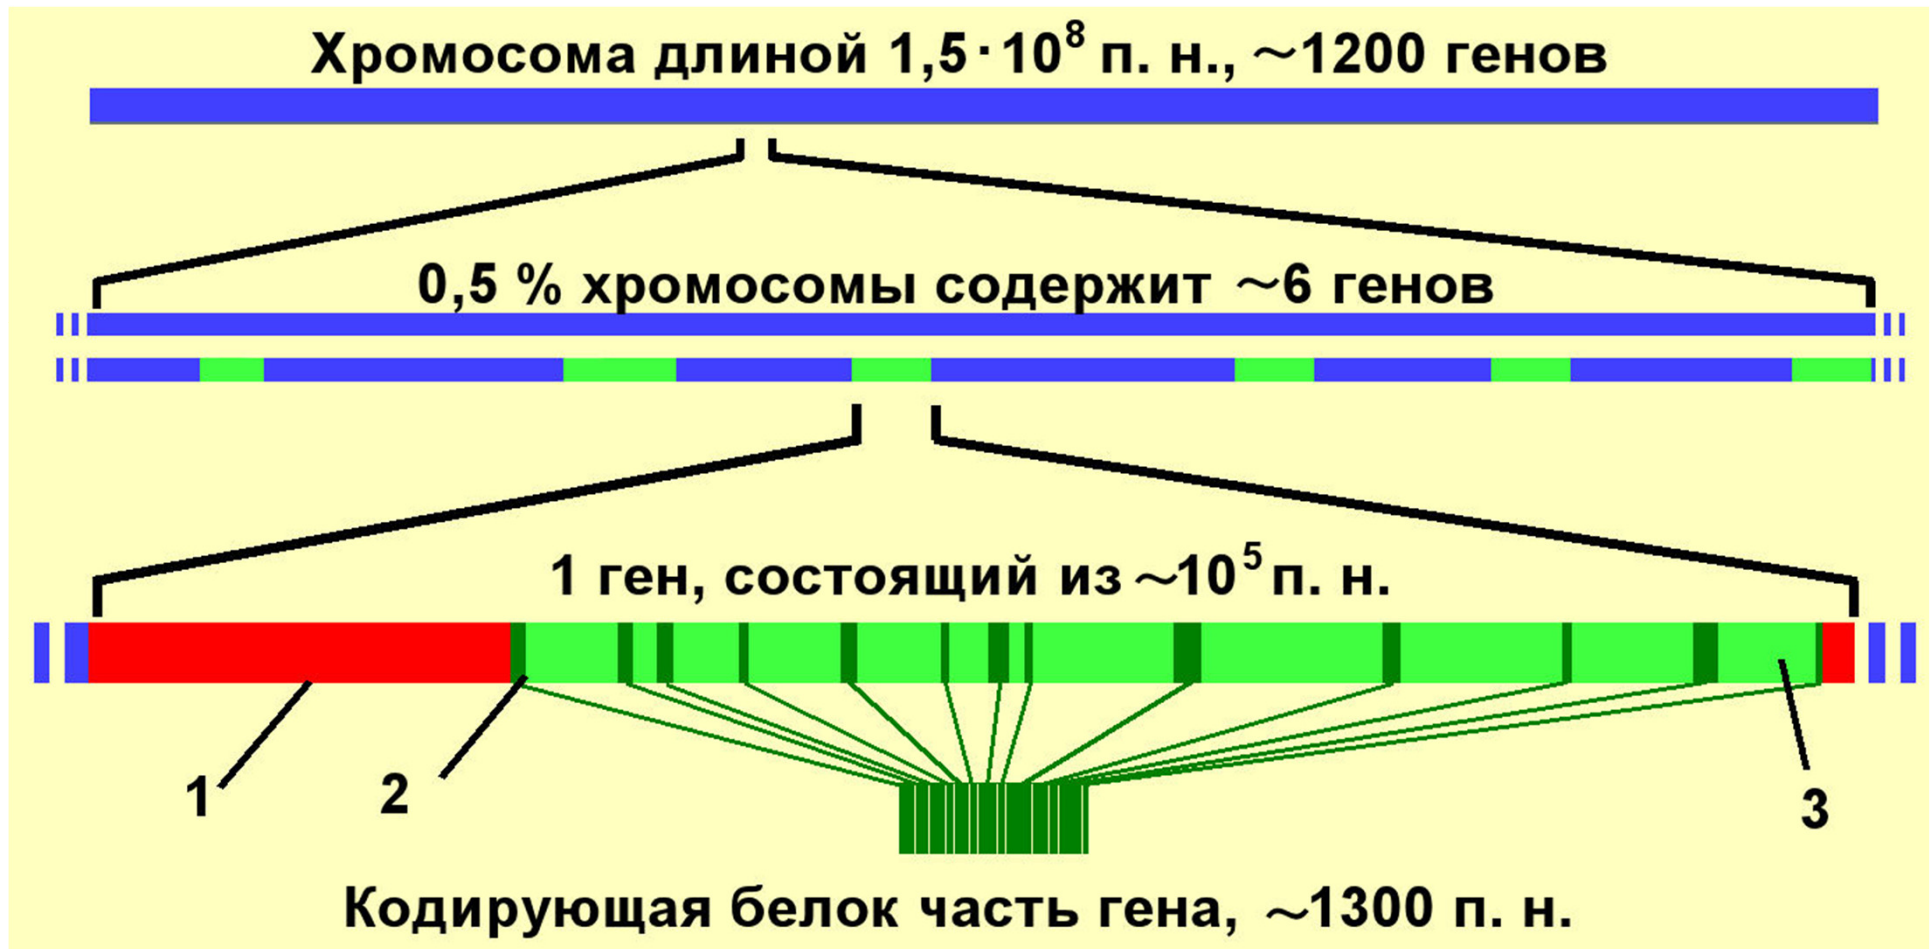 Хромосома длиной 1,5·10⁸ п. н., ~1200 генов
0,5 % хромосомы содержит ~6 генов
1 ген, состоящий из ~10⁵ п. н.
1
2
3
Кодирующая белок часть гена, ~1300 п. н.